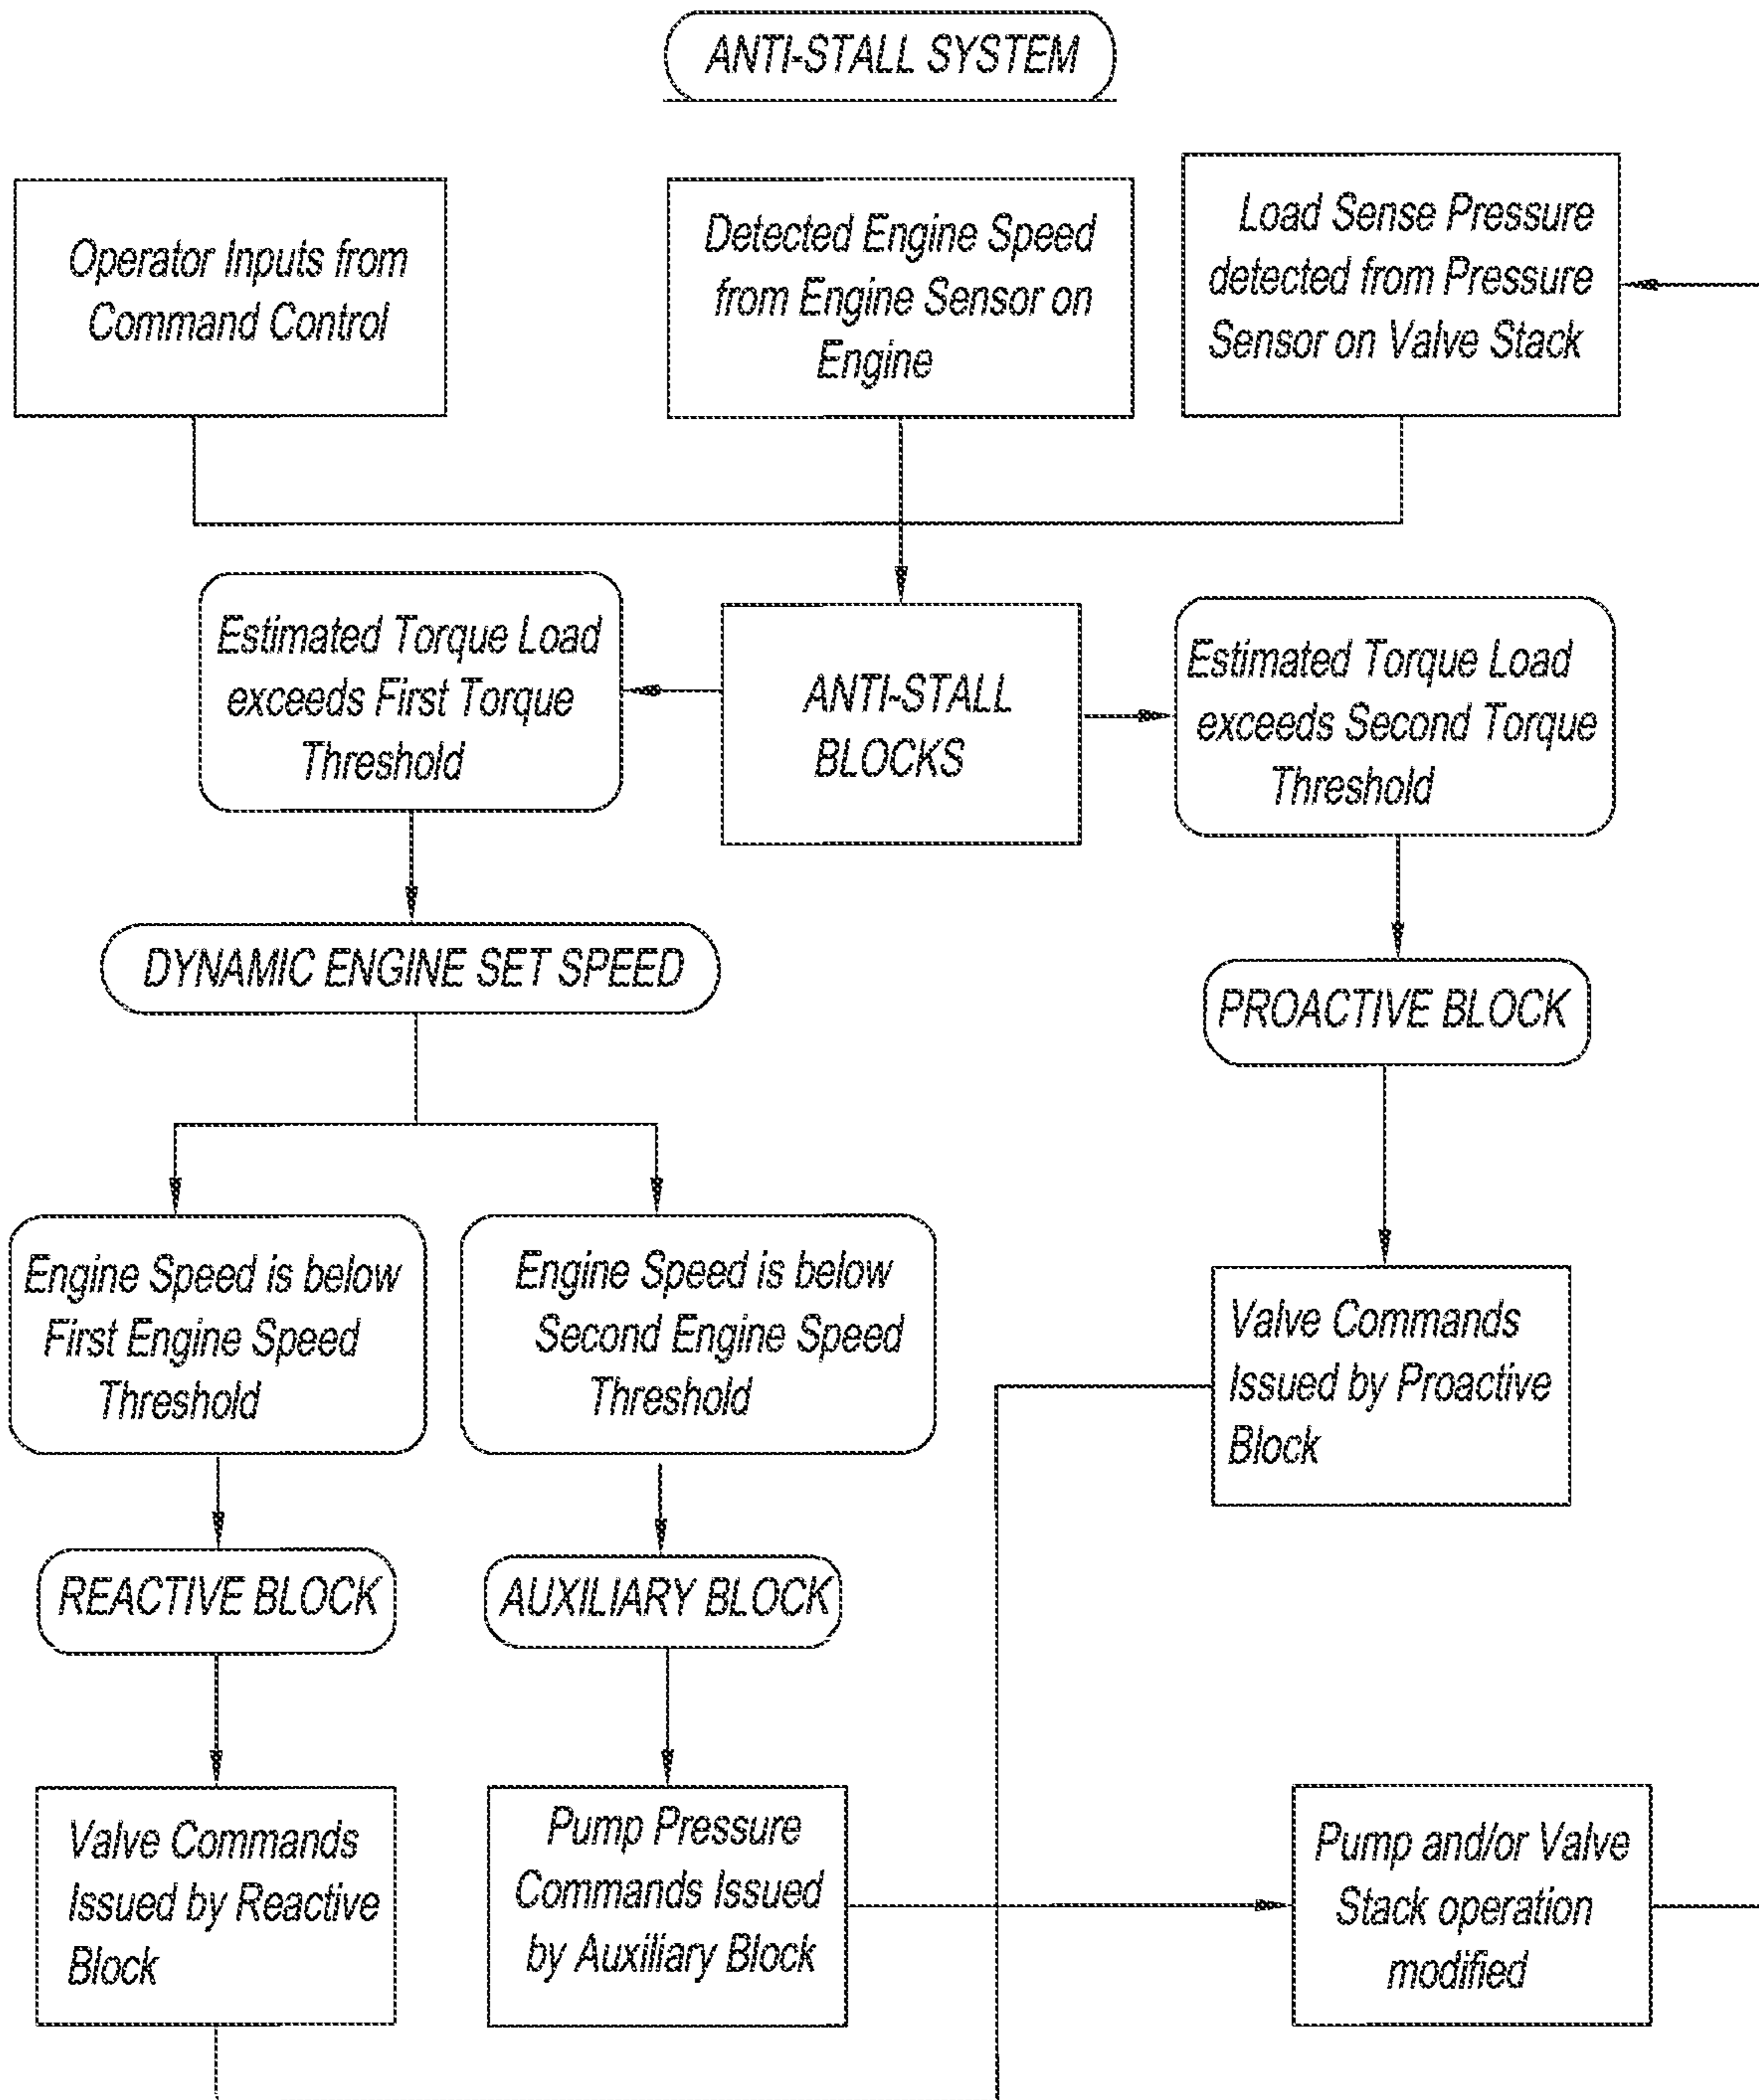 ANTI-STALL SYSTEM
Operator Inputs from
Command Control
Detected Engine Speed
from Engine Sensor on
Engine
Load Sense Pressure
detected from Pressure
Sensor on Valve Stack
Estimated Torque Load
exceeds First Torque
Threshold
ANTI-STALL
BLOCKS
Estimated Torque Load
exceeds Second Torque
Threshold
DYNAMIC ENGINE SET SPEED
PROACTIVE BLOCK
Engine Speed is below
First Engine Speed
Threshold
Engine Speed is below
Second Engine Speed
Threshold
Valve Commands
Issued by Proactive
Block
REACTIVE BLOCK
AUXILIARY BLOCK
Valve Commands
Issued by Reactive
Block
Pump Pressure
Commands Issued
by Auxiliary Block
Pump and/or Valve
Stack operation
modified